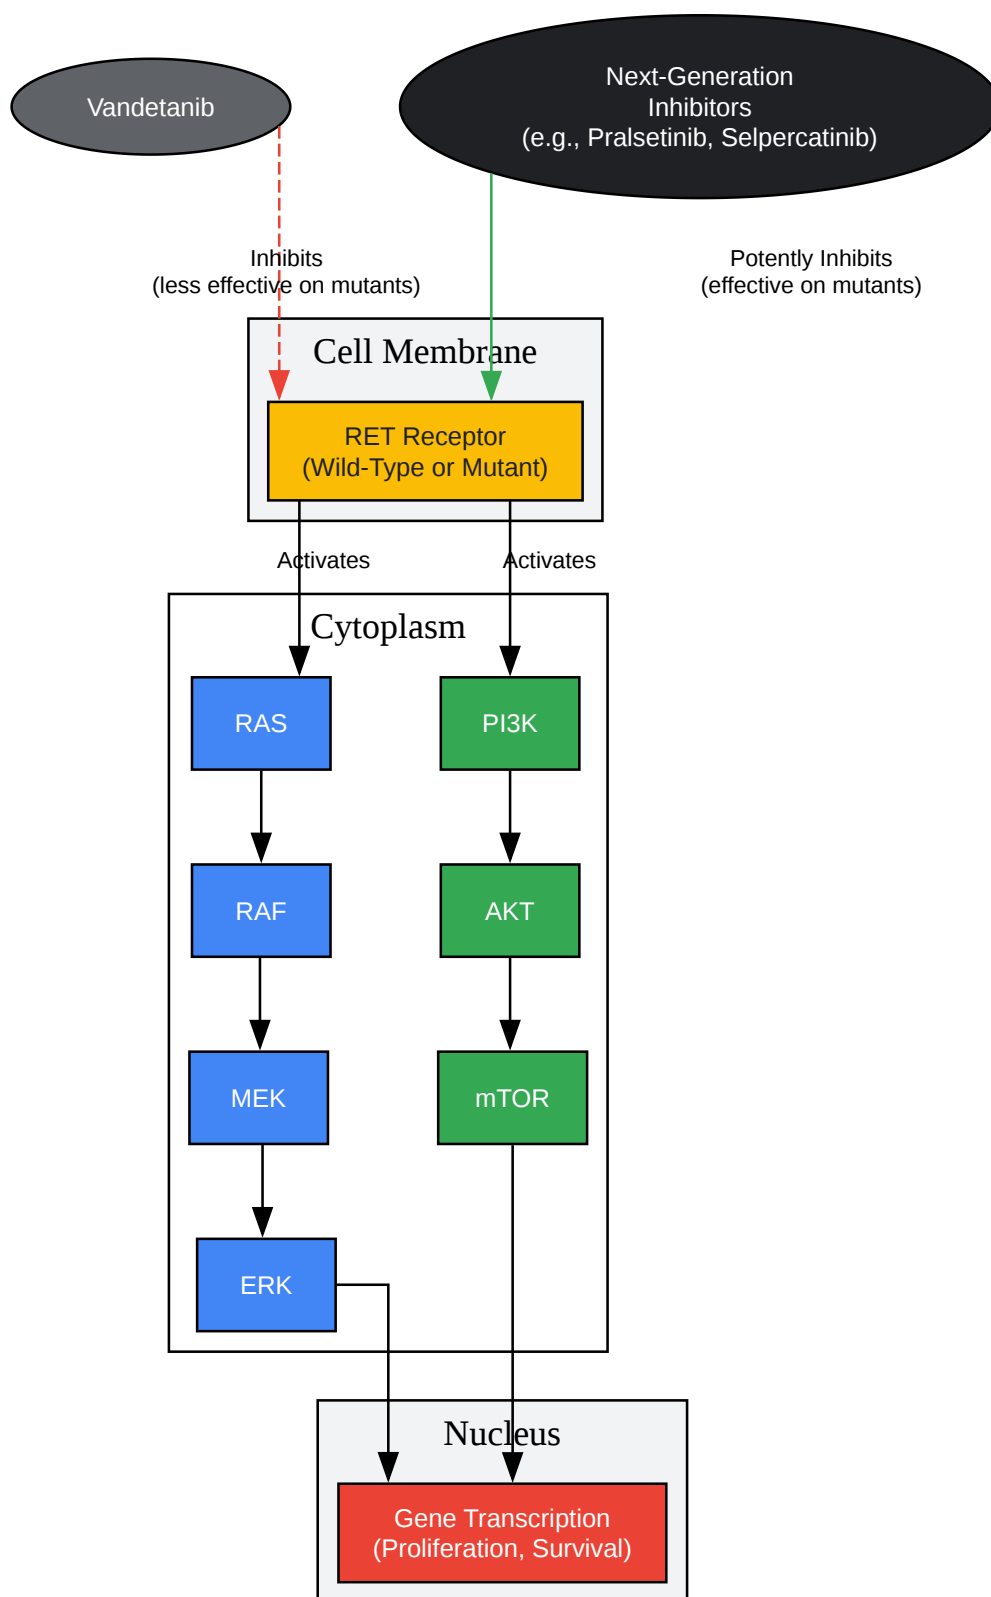 Vandetanib
Next-Generation
Inhibitors
(e.g., Pralsetinib, Selpercatinib)
Inhibits
(less effective on mutants)
Potently Inhibits
(effective on mutants)
Cell Membrane
RET Receptor
(Wild-Type or Mutant)
Activates
Activates
Cytoplasm
RAS
PI3K
RAF
AKT
MEK
mTOR
ERK
Nucleus
Gene Transcription
(Proliferation, Survival)